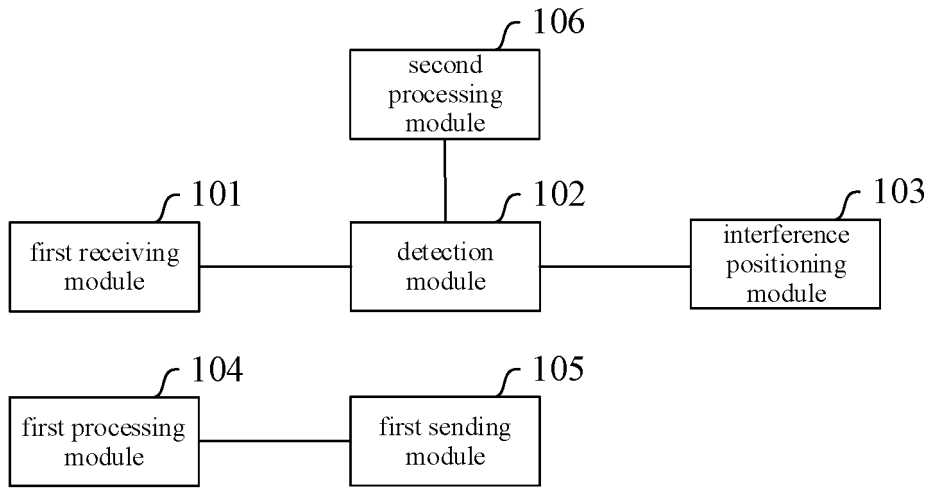 106
second
processing
module
101
first receiving
module
102
detection
module
103
interference
positioning
module
104
first processing
module
105
first sending
module